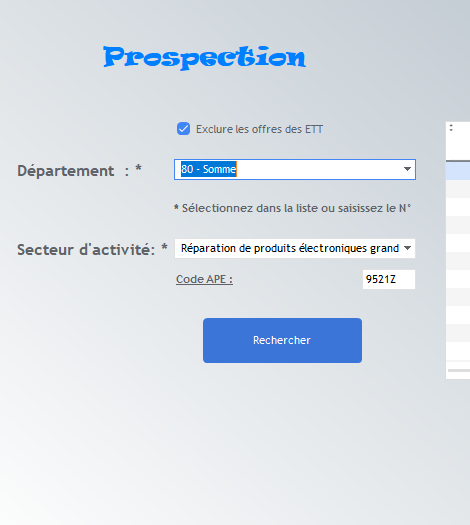 Prospection
Exclure les offres des ETT
Département : *
80 - Somme
* Sélectionnez dans la liste ou saisissez le N°
Secteur d'activité: *
Réparation de produits électroniques grand
Code APE :
9521Z
Rechercher